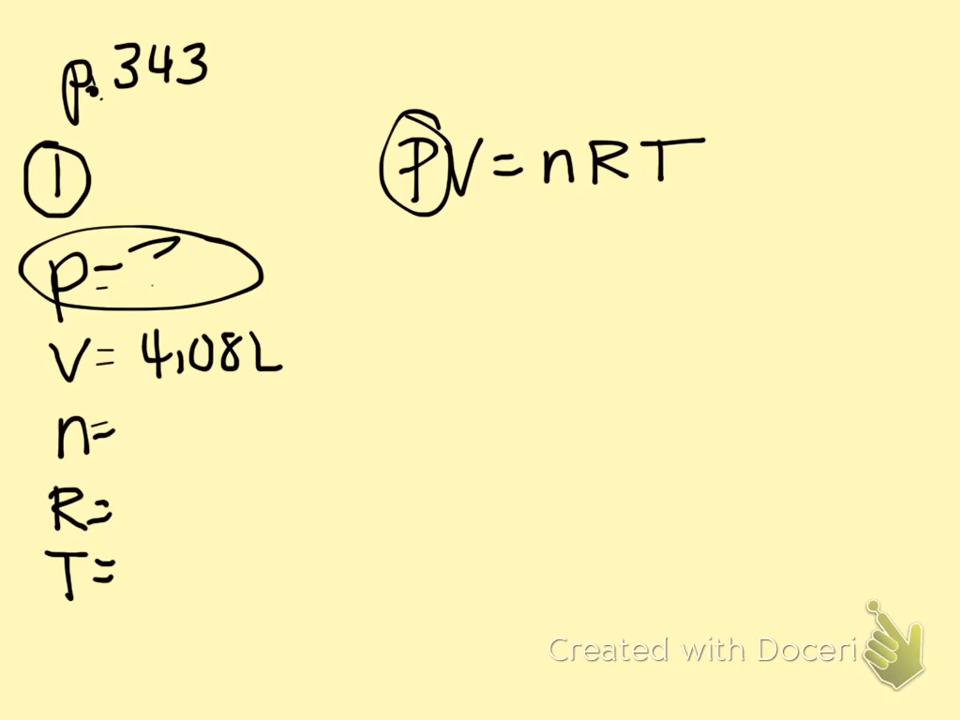 p.343
1
PV=nRT
P=?
V=4.08L
n=
R=
T=
Created with Doceri